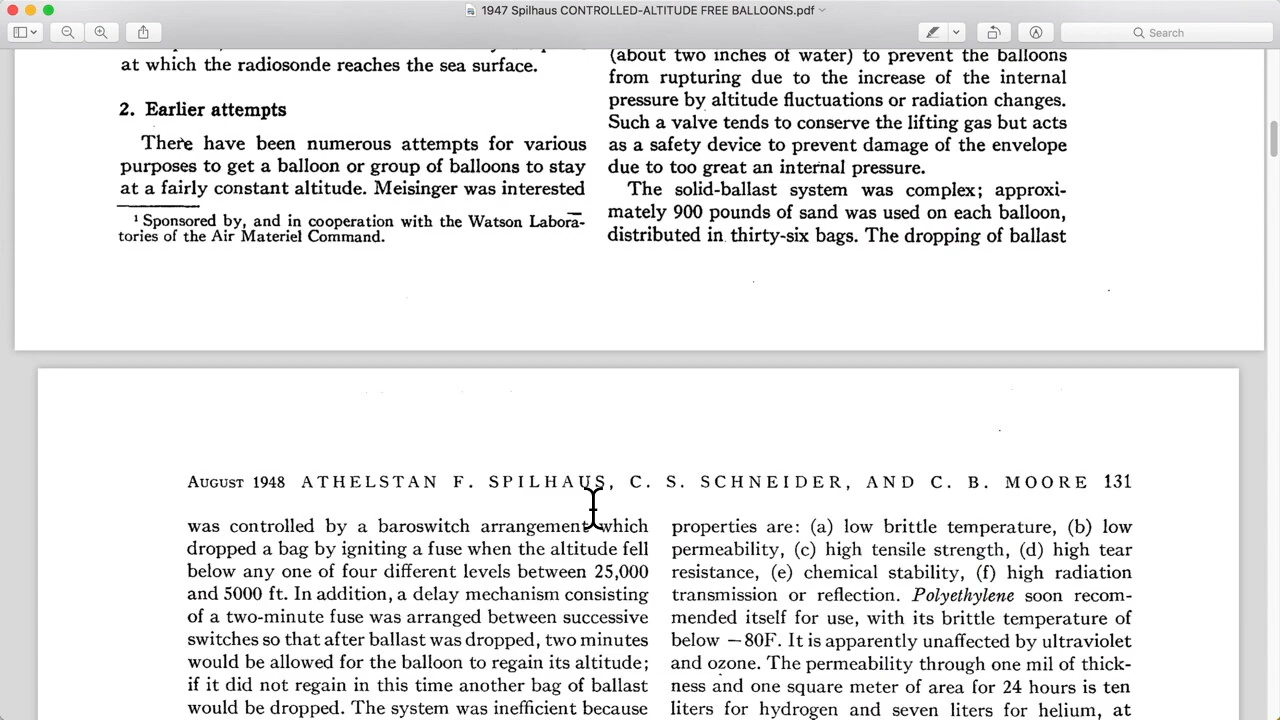 1947 Spilhaus CONTROLLED-ALTITUDE FREE BALLOONS.pdf
Search
at which the radiosonde reaches the sea surface.
2. Earlier attempts
There have been numerous attempts for various
purposes to get a balloon or group of balloons to stay
at a fairly constant altitude. Meisinger was interested
¹ Sponsored by, and in cooperation with the Watson Labora-
tories of the Air Materiel Command.
(about two inches of water) to prevent the balloons
from rupturing due to the increase of the internal
pressure by altitude fluctuations or radiation changes.
Such a valve tends to conserve the lifting gas but acts
as a safety device to prevent damage of the envelope
due to too great an internal pressure.
The solid-ballast system was complex; approxi-
mately 900 pounds of sand was used on each balloon,
distributed in thirty-six bags. The dropping of ballast
AUGUST 1948 ATHELSTAN F. SPILHAUS, C. S. SCHNEIDER, AND C. B. MOORE 131
was controlled by a baroswitch arrangement which
dropped a bag by igniting a fuse when the altitude fell
below any one of four different levels between 25,000
and 5000 ft. In addition, a delay mechanism consisting
of a two-minute fuse was arranged between successive
switches so that after ballast was dropped, two minutes
would be allowed for the balloon to regain its altitude;
if it did not regain in this time another bag of ballast
would be dropped. The system was inefficient because
properties are: (a) low brittle temperature, (b) low
permeability, (c) high tensile strength, (d) high tear
resistance, (e) chemical stability, (f) high radiation
transmission or reflection. Polyethylene soon recom-
mended itself for use, with its brittle temperature of
below −80F. It is apparently unaffected by ultraviolet
and ozone. The permeability through one mil of thick-
ness and one square meter of area for 24 hours is ten
liters for hydrogen and seven liters for helium, at